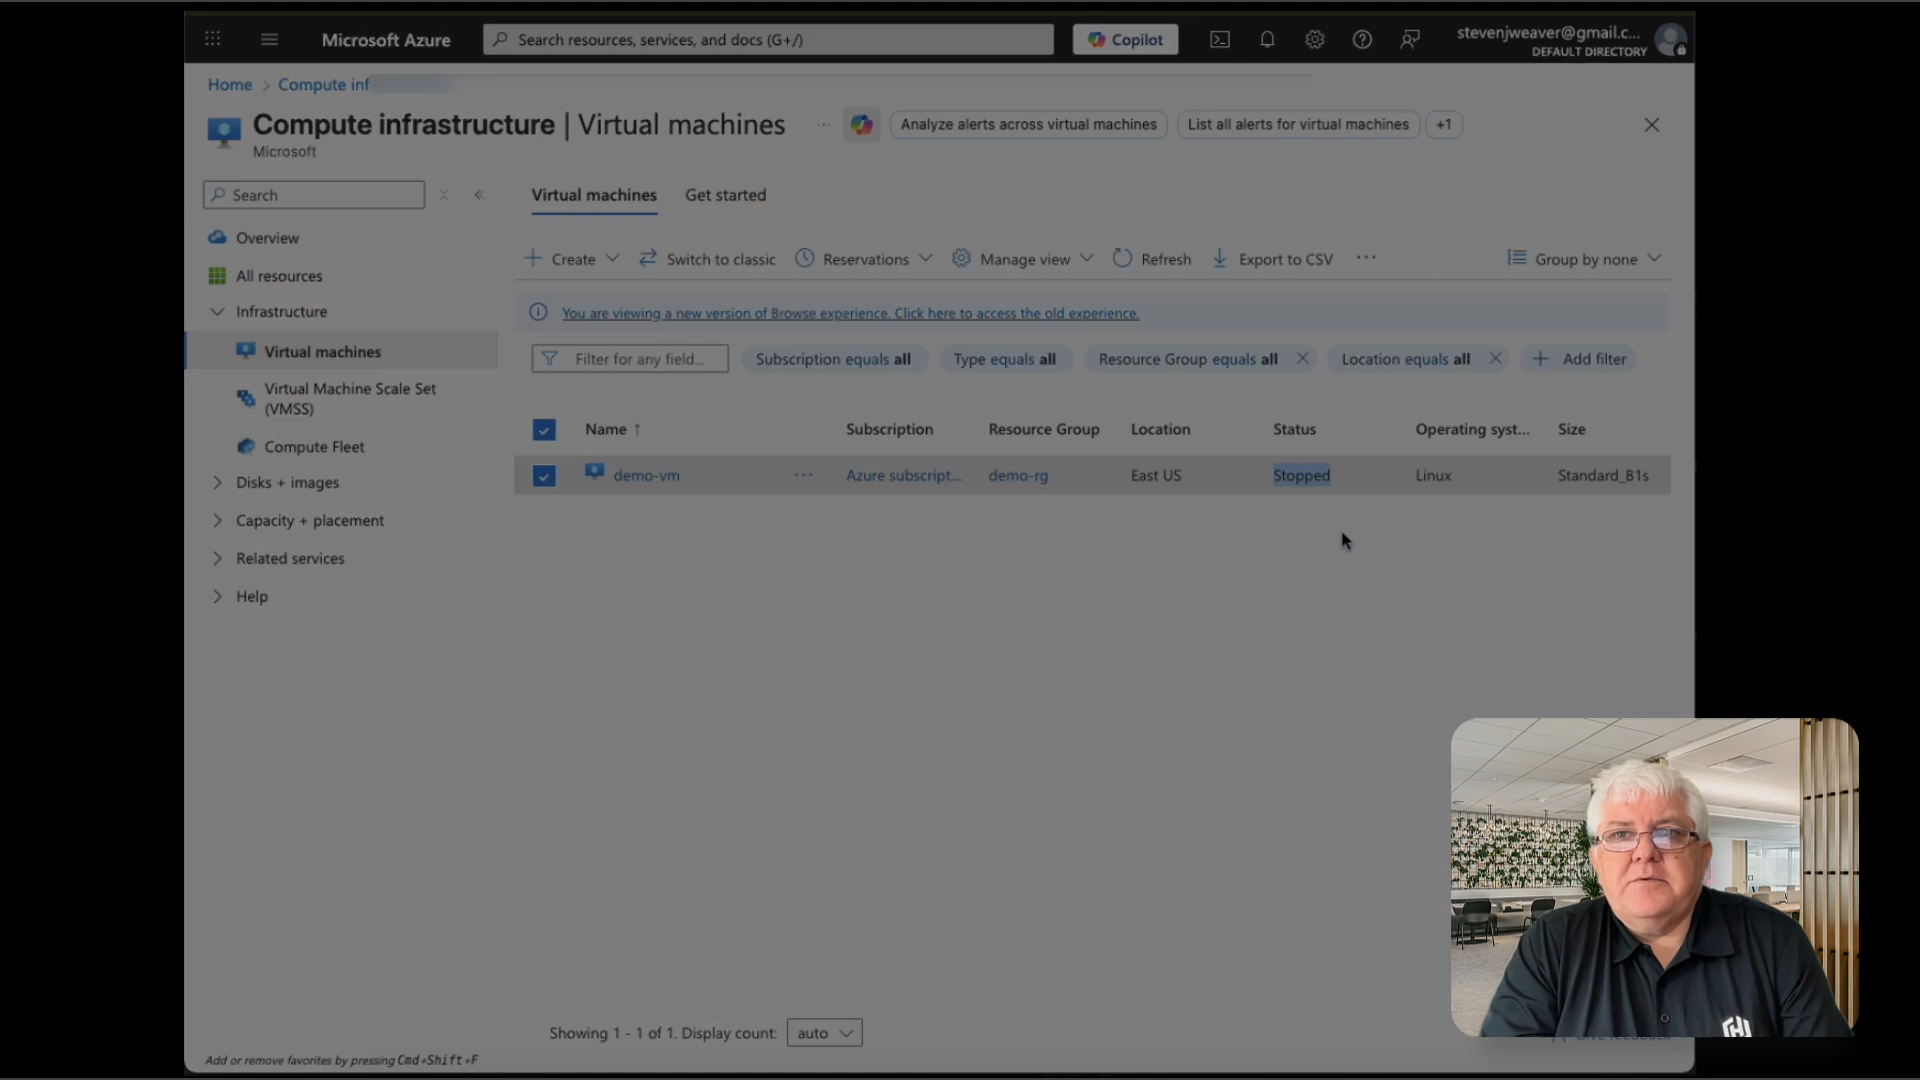 Microsoft Azure
Search resources, services, and docs (G+/)
Copilot
stevenjweaver@gmail.c...
DEFAULT DIRECTORY
Home > Compute inf
Compute infrastructure | Virtual machines
Microsoft
Analyze alerts across virtual machines
List all alerts for virtual machines
+1
Search
Overview
All resources
Infrastructure
Virtual machines
Virtual Machine Scale Set
(VMSS)
Compute Fleet
Disks + images
Capacity + placement
Related services
Help
Virtual machines
Get started
Create
Switch to classic
Reservations
Manage view
Refresh
Export to CSV
Group by none
You are viewing a new version of Browse experience. Click here to access the old experience.
Filter for any field...
Subscription equals all
Type equals all
Resource Group equals all
Location equals all
Add filter
Name ↑ Subscription Resource Group Location Status Operating syst... Size
demo-vm ... Azure subscript... demo-rg East US Stopped Linux Standard_B1s
Showing 1 - 1 of 1. Display count: auto
Add or remove favorites by pressing Cmd+Shift+F